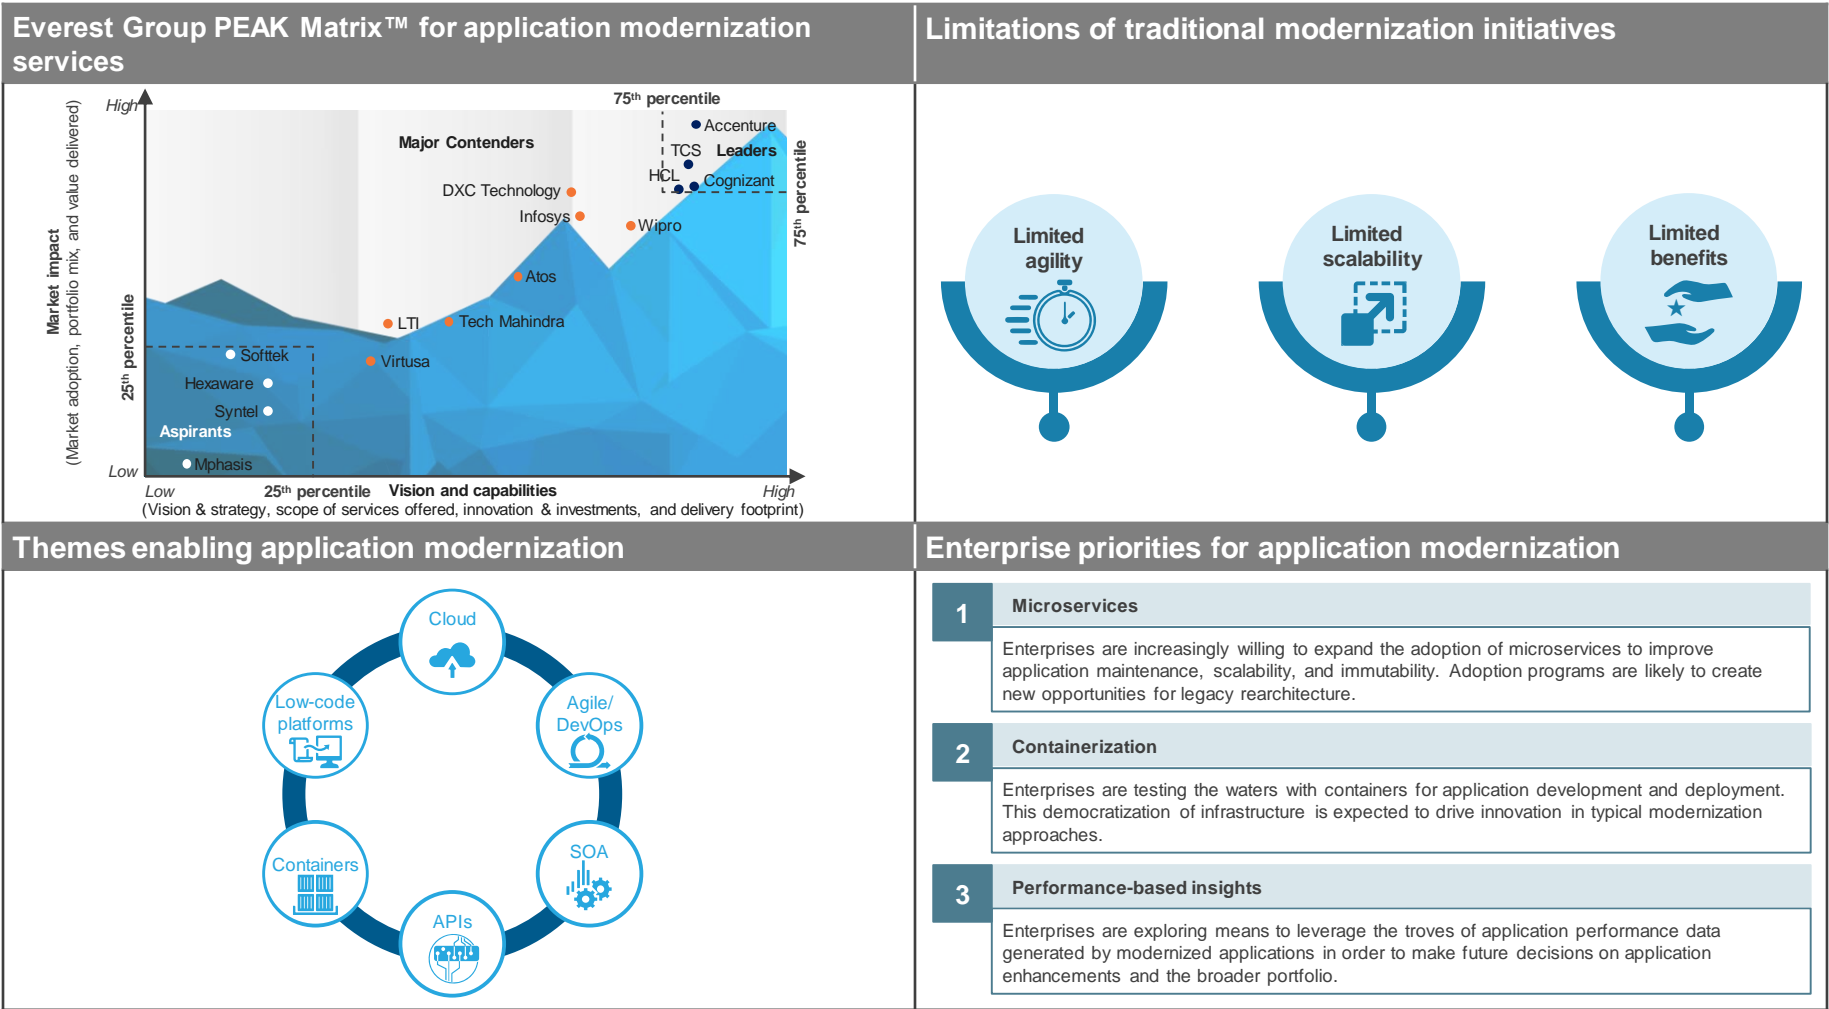 Everest Group PEAK Matrix™ for application modernization
services
High
75th percentile
Accenture
Major Contenders
TCS
Leaders
HCL
Cognizant
DXC Technology
Infosys
Wipro
75th percentile
Atos
LTI
Tech Mahindra
Virtusa
Softtek
Hexaware
Syntel
Aspirants
Mphasis
Market impact
(Market adoption, portfolio mix, and value delivered)
25th percentile
Low
Low
25th percentile
Vision and capabilities
High
(Vision & strategy, scope of services offered, innovation & investments, and delivery footprint)
Limitations of traditional modernization initiatives
Limited
agility
Limited
scalability
Limited
benefits
Themes enabling application modernization
Cloud
Agile/
DevOps
SOA
APIs
Containers
Low-code
platforms
Enterprise priorities for application modernization
1
Microservices
Enterprises are increasingly willing to expand the adoption of microservices to improve
application maintenance, scalability, and immutability. Adoption programs are likely to create
new opportunities for legacy rearchitecture.
2
Containerization
Enterprises are testing the waters with containers for application development and deployment.
This democratization of infrastructure is expected to drive innovation in typical modernization
approaches.
3
Performance-based insights
Enterprises are exploring means to leverage the troves of application performance data
generated by modernized applications in order to make future decisions on application
enhancements and the broader portfolio.